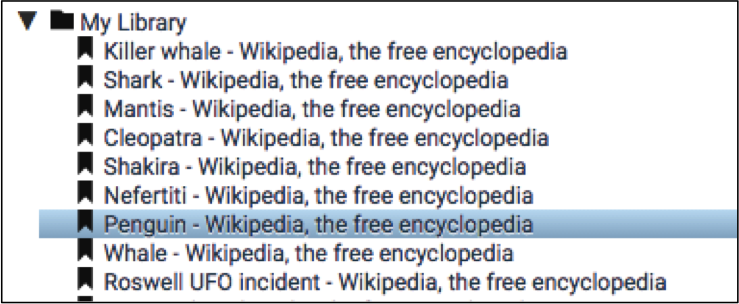 My Library
Killer whale - Wikipedia, the free encyclopedia
Shark - Wikipedia, the free encyclopedia
Mantis - Wikipedia, the free encyclopedia
Cleopatra - Wikipedia, the free encyclopedia
Shakira - Wikipedia, the free encyclopedia
Nefertiti - Wikipedia, the free encyclopedia
Penguin - Wikipedia, the free encyclopedia
Whale - Wikipedia, the free encyclopedia
Roswell UFO incident - Wikipedia, the free encyclopedia